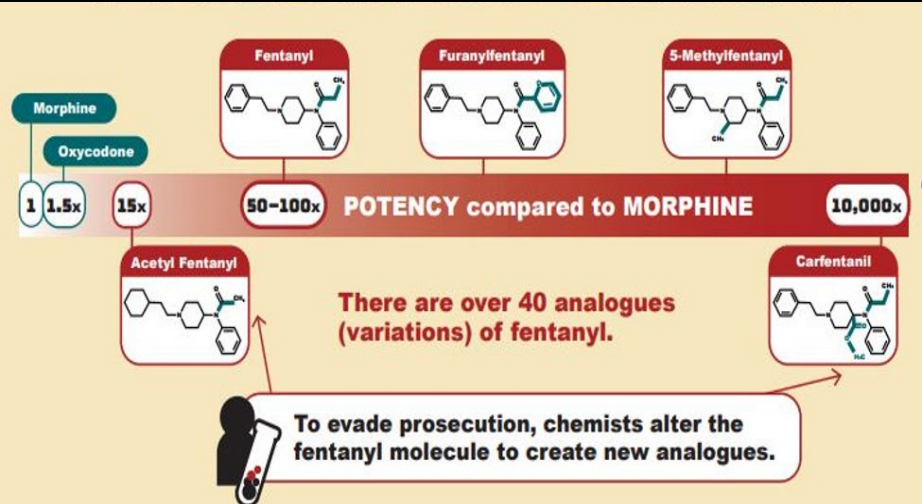 Fentanyl
Furanylfentanyl
5-Methylfentanyl
Morphine
Oxycodone
1
1.5x
15x
50-100x
POTENCY compared to MORPHINE
10,000x
Acetyl Fentanyl
Carfentanil
There are over 40 analogues
(variations) of fentanyl.
To evade prosecution, chemists alter the
fentanyl molecule to create new analogues.